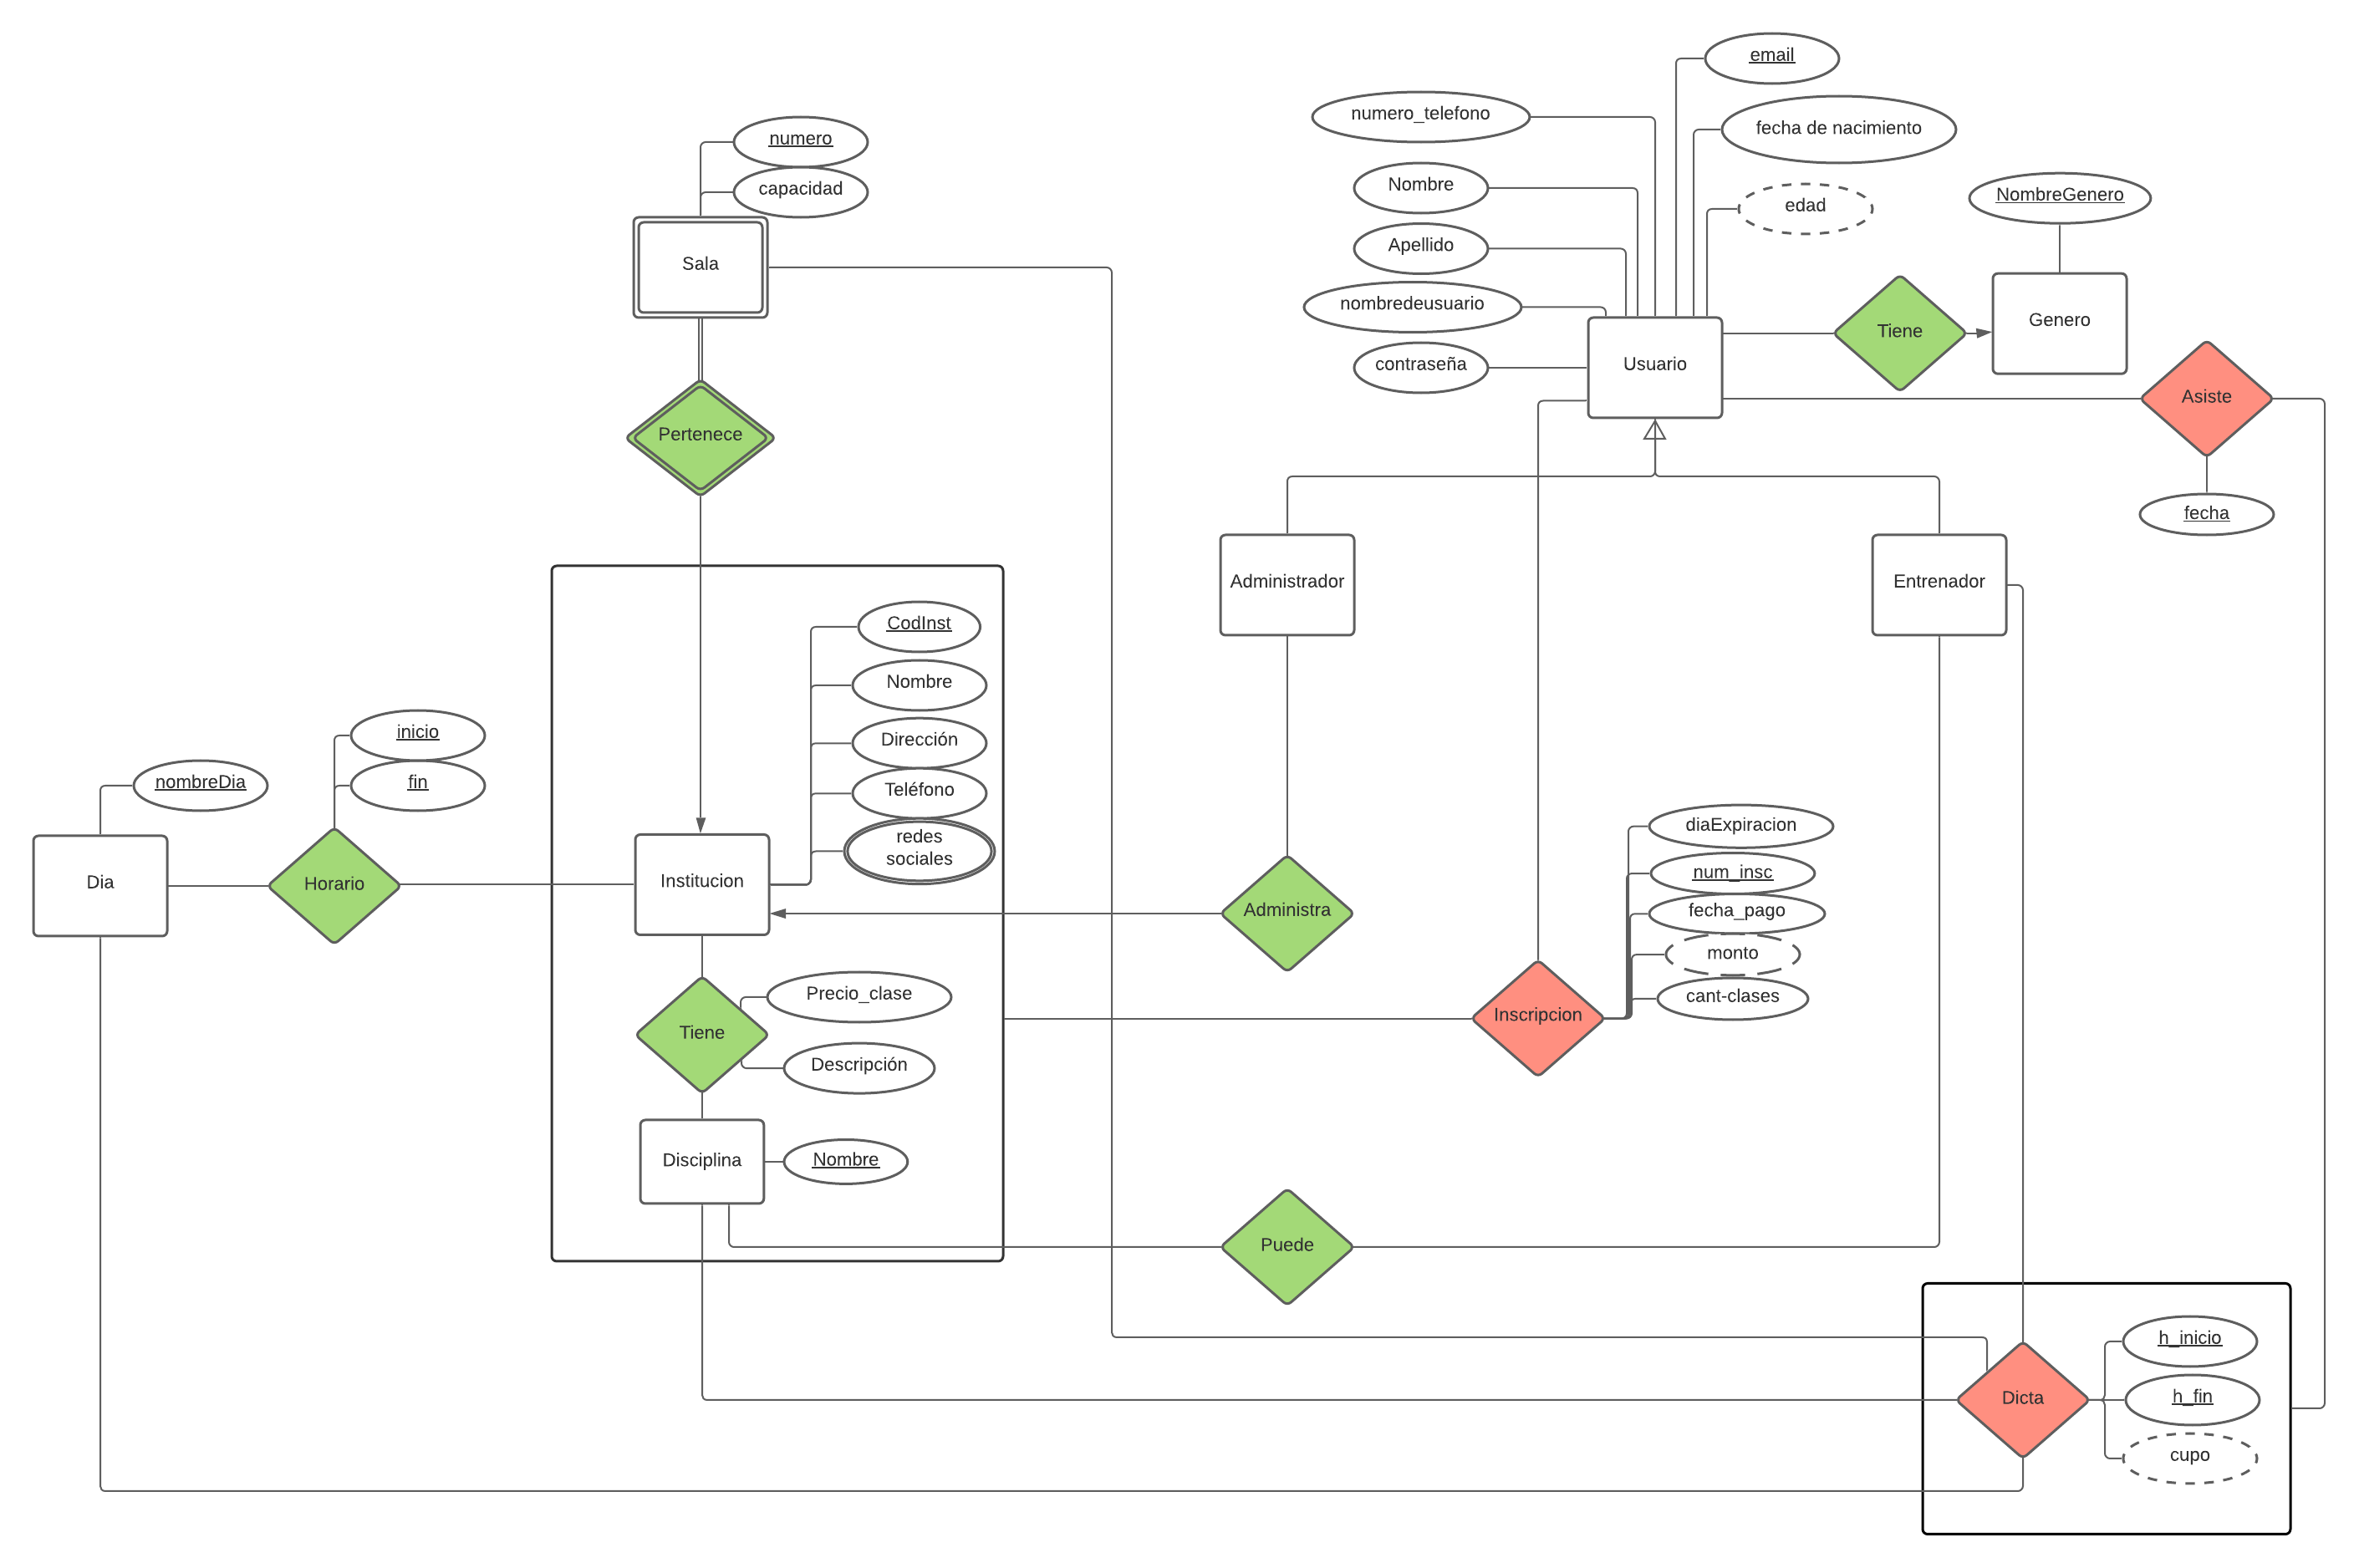 email
numero_telefono
fecha de nacimiento
numero
capacidad
Nombre
edad
NombreGenero
Apellido
Sala
nombredeusuario
Tiene
Genero
contraseña
Usuario
Asiste
Pertenece
fecha
Administrador
Entrenador
CodInst
Nombre
Dirección
inicio
nombreDia
fin
Teléfono
redes
sociales
diaExpiracion
Dia
Horario
Institucion
num_insc
Administra
fecha_pago
monto
Precio_clase
cant-clases
Tiene
Inscripcion
Descripción
Disciplina
Nombre
Puede
h_inicio
Dicta
h_fin
cupo